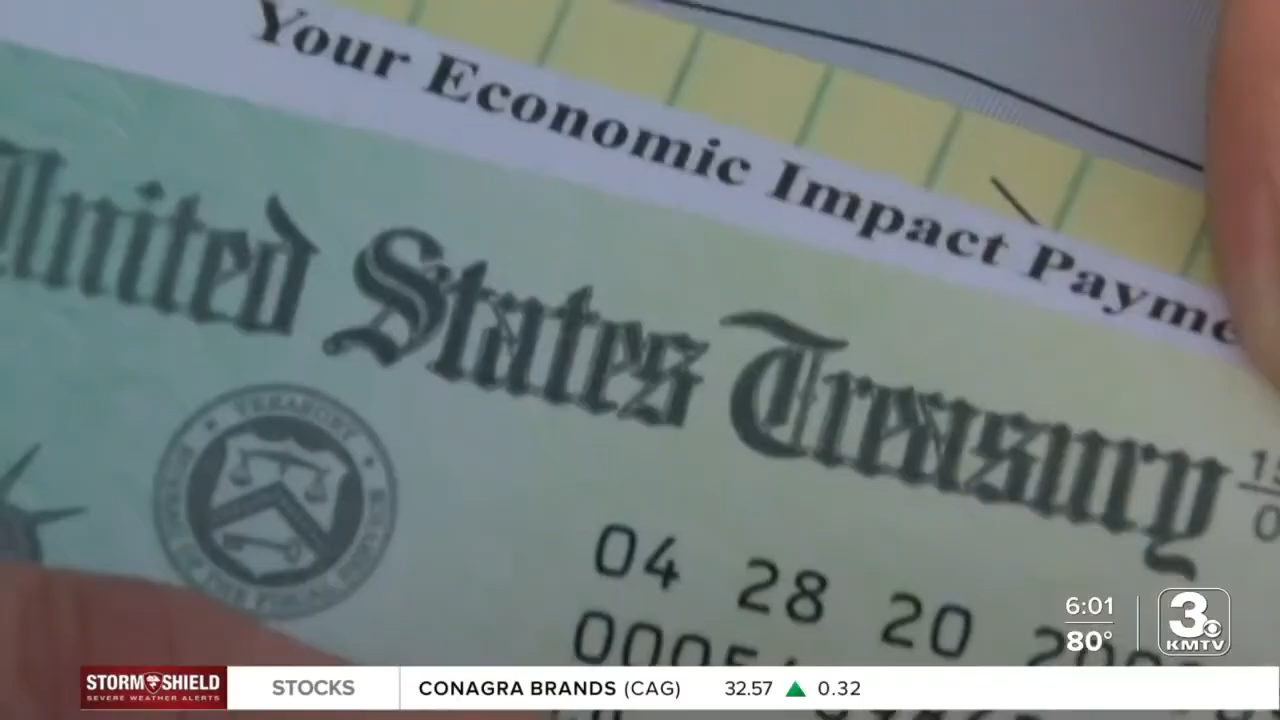 Your Economic Impact
United States Treasury
TREASURY
04 28 20
6:01
80°
3
KMTV
STORM SHIELD
SEVERE WEATHER ALERTS
STOCKS
CONAGRA BRANDS (CAG) 32.57 ▲ 0.32